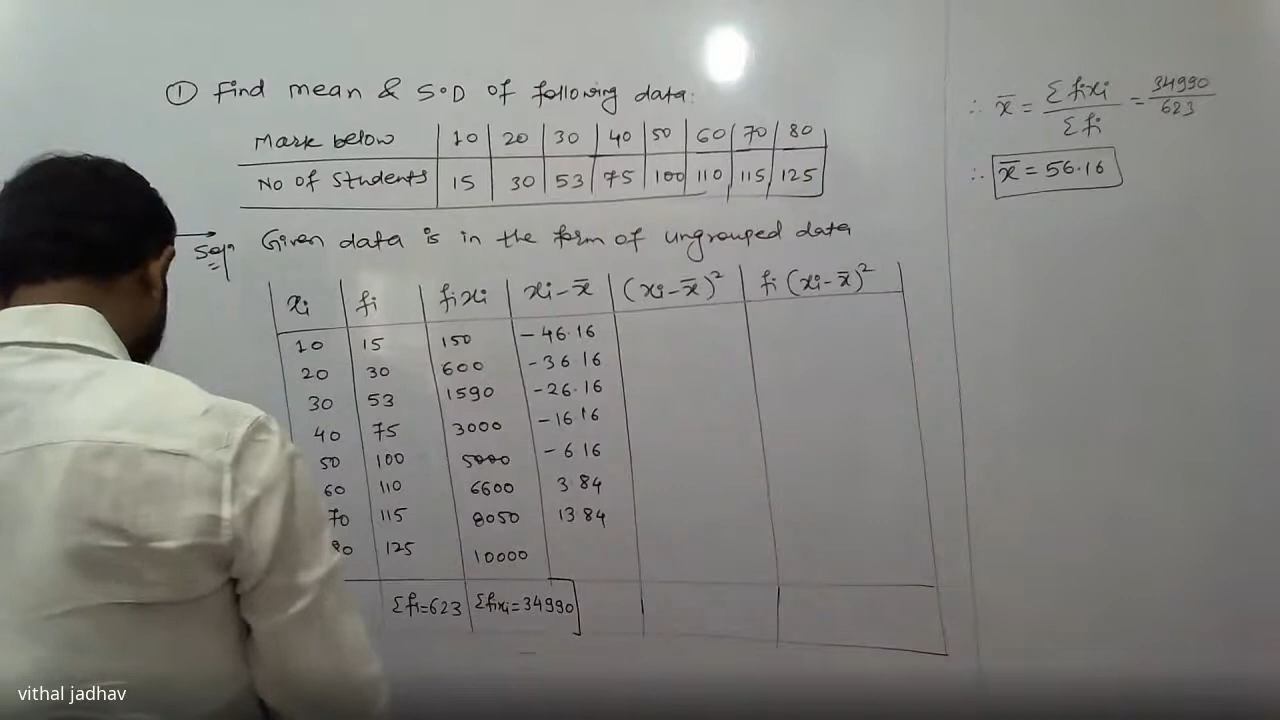 ① Find mean & S.D of following data:
Mark below 10 20 30 40 50 60 70 80
No of Students 15 30 53 75 100 110 115 125
Solⁿ Given data is in the form of ungrouped data
xi fi fixi xi-x̄ (xi-x̄)² fi(xi-x̄)²
10 15 150 -46.16
20 30 600 -36.16
30 53 1590 -26.16
40 75 3000 -16.16
50 100 5000 -6.16
60 110 6600 3.84
70 115 8050 13.84
80 125 10000
Σfi=623 Σfixi=34990
∴ x̄ = Σfixi/Σfi = 34990/623
∴ x̄ = 56.16
vithal jadhav